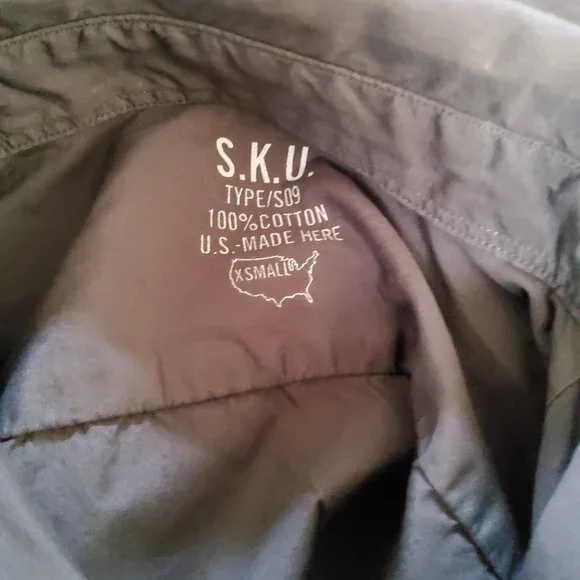 S.K.U.
TYPE/S09
100% COTTON
U.S.-MADE HERE
XSMALL